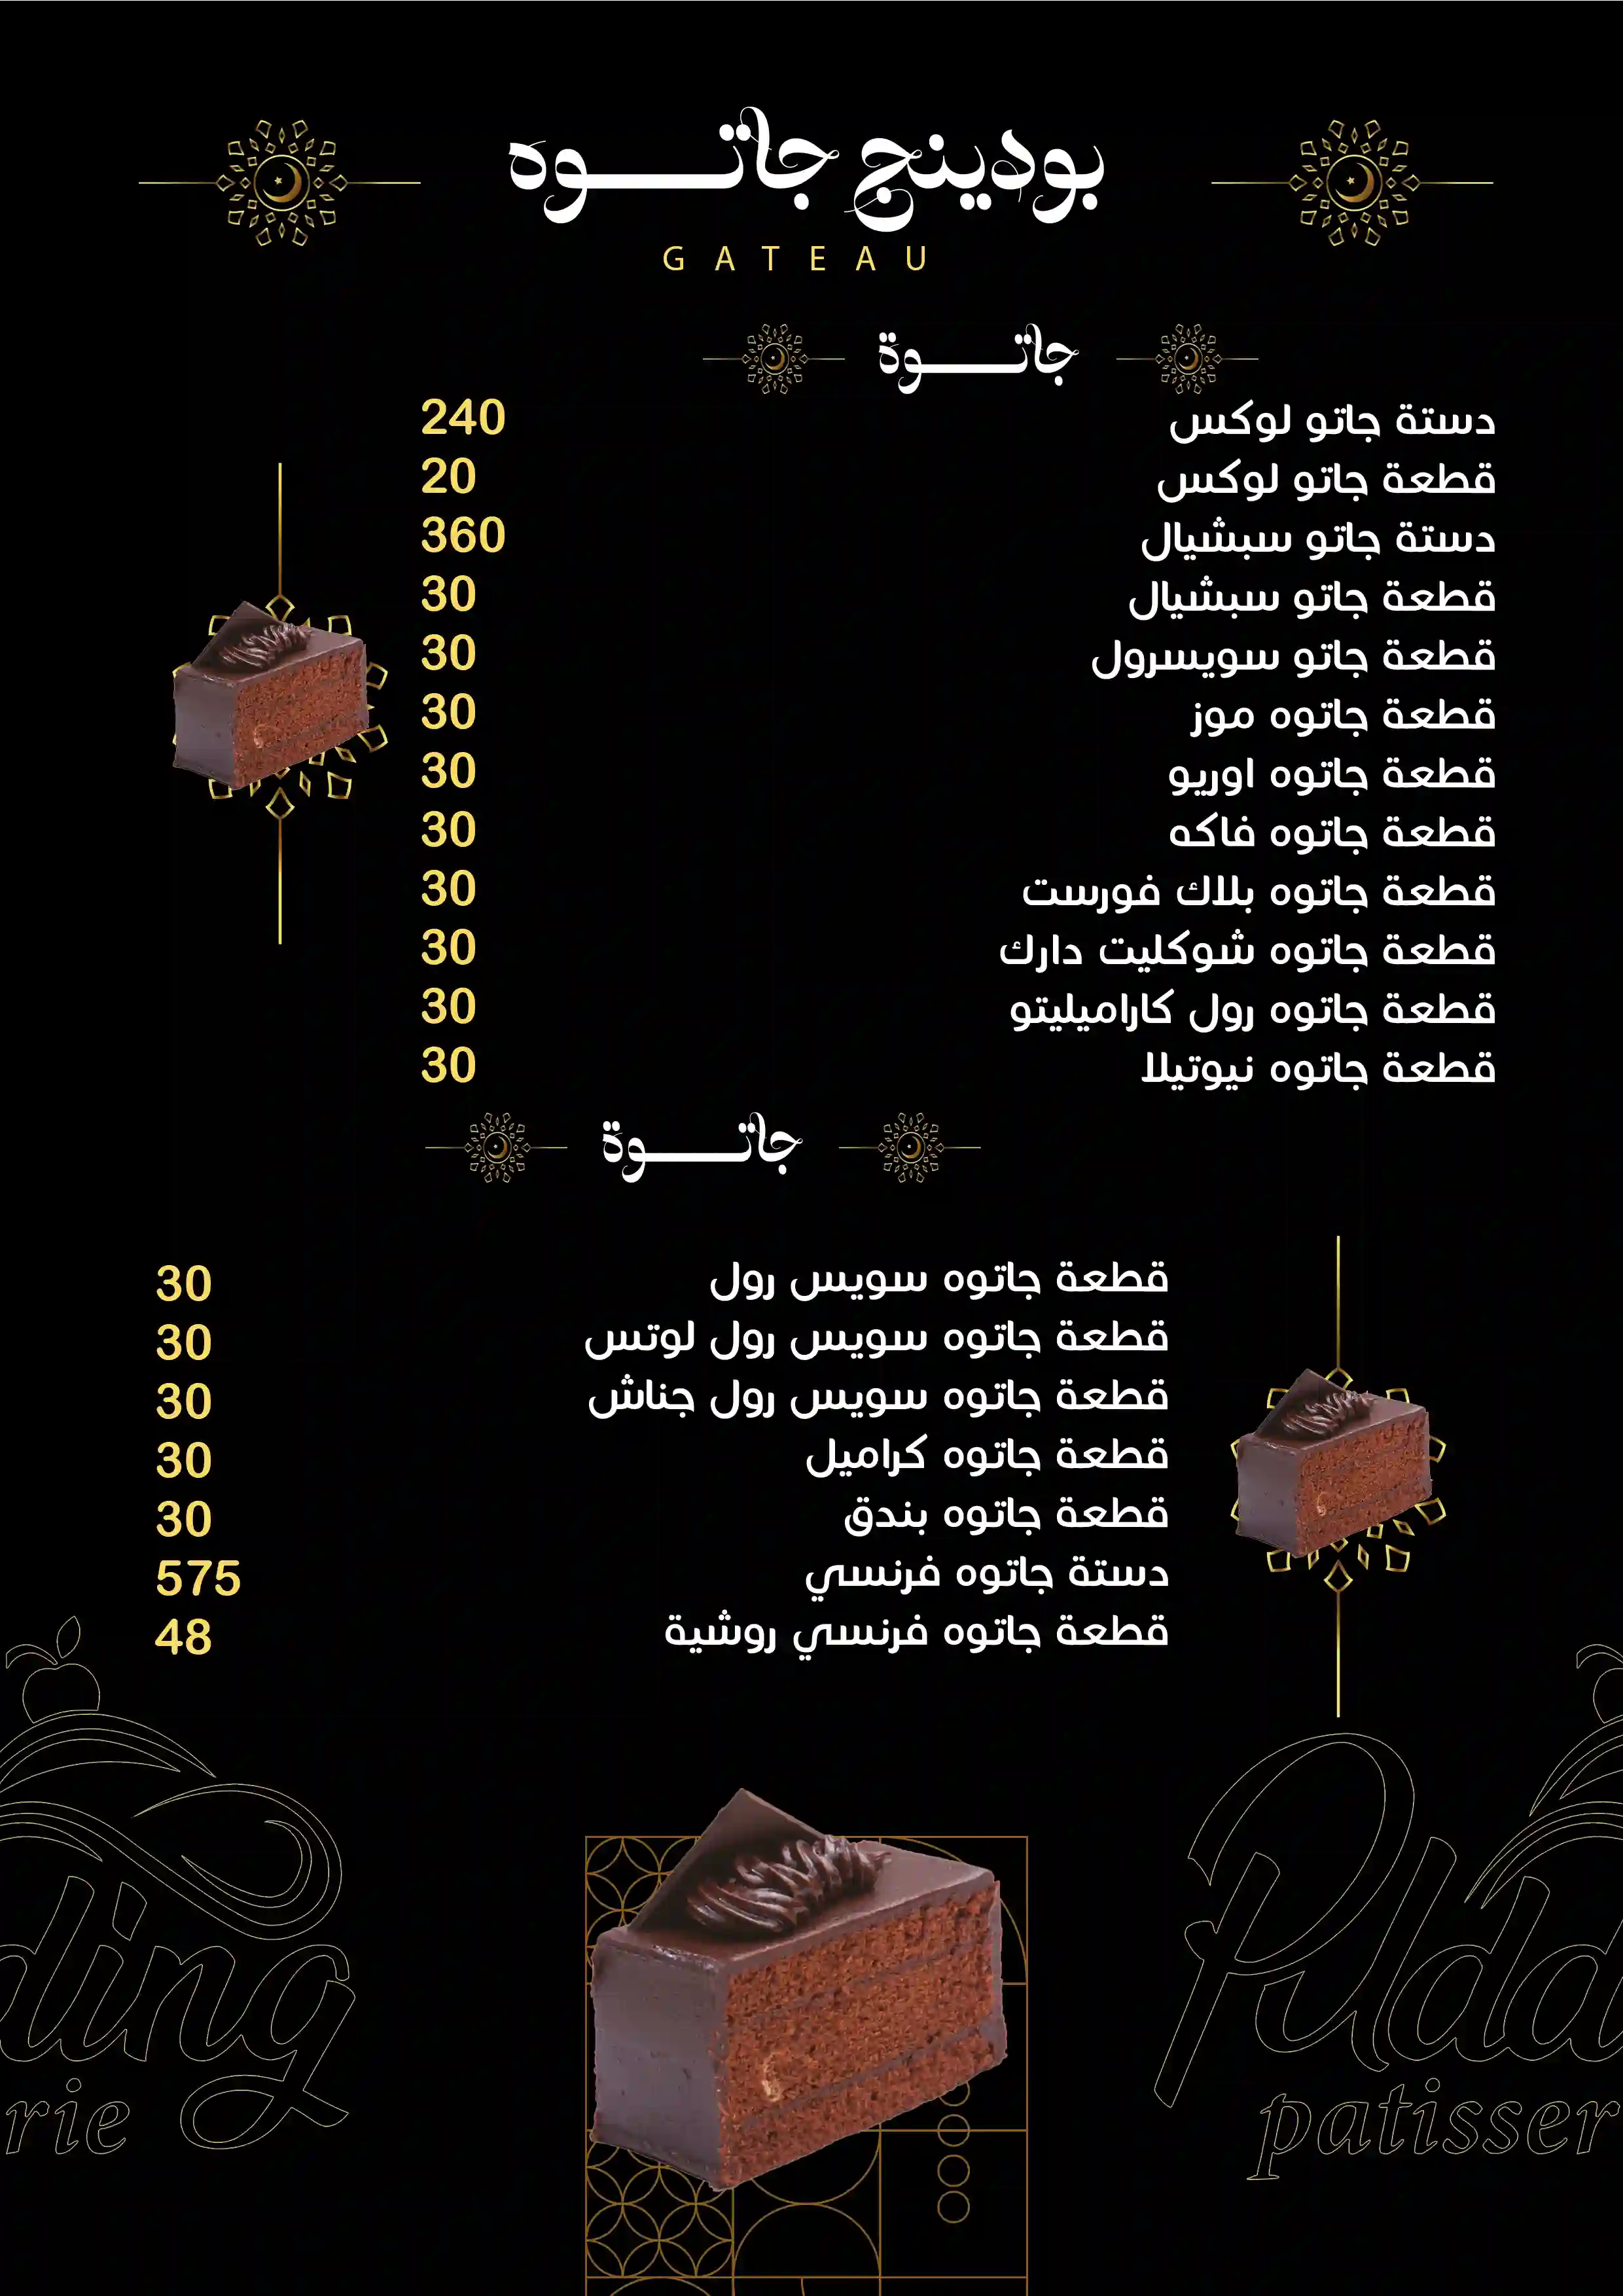 بودينج جاتـــوه
GATEAU
جاتـــوة
دستة جاتو لوكس 240
قطعة جاتو لوكس 20
دستة جاتو سبشيال 360
قطعة جاتو سبشيال 30
قطعة جاتو سويسرول 30
قطعة جاتوه موز 30
قطعة جاتوه اوريو 30
قطعة جاتوه فاكه 30
قطعة جاتوه بلاك فورست 30
قطعة جاتوه شوكليت دارك 30
قطعة جاتوه رول كاراميليتو 30
قطعة جاتوه نيوتيلا 30
جاتـــوة
قطعة جاتوه سويس رول 30
قطعة جاتوه سويس رول لوتس 30
قطعة جاتوه سويس رول جناش 30
قطعة جاتوه كراميل 30
قطعة جاتوه بندق 30
دستة جاتوه فرنسي 575
قطعة جاتوه فرنسي روشية 48
ding
rie
Pudd
patisser